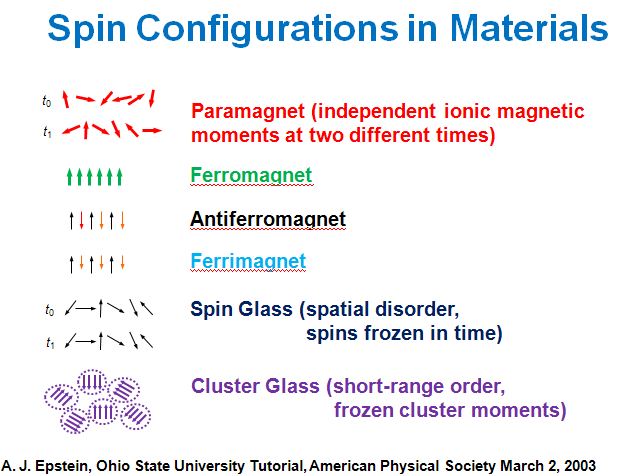 Spin Configurations in Materials
t0
Paramagnet (independent ionic magnetic
t1
moments at two different times)
Ferromagnet
Antiferromagnet
Ferrimagnet
t0
Spin Glass (spatial disorder,
t1
spins frozen in time)
Cluster Glass (short-range order,
frozen cluster moments)
A. J. Epstein, Ohio State University Tutorial, American Physical Society March 2, 2003